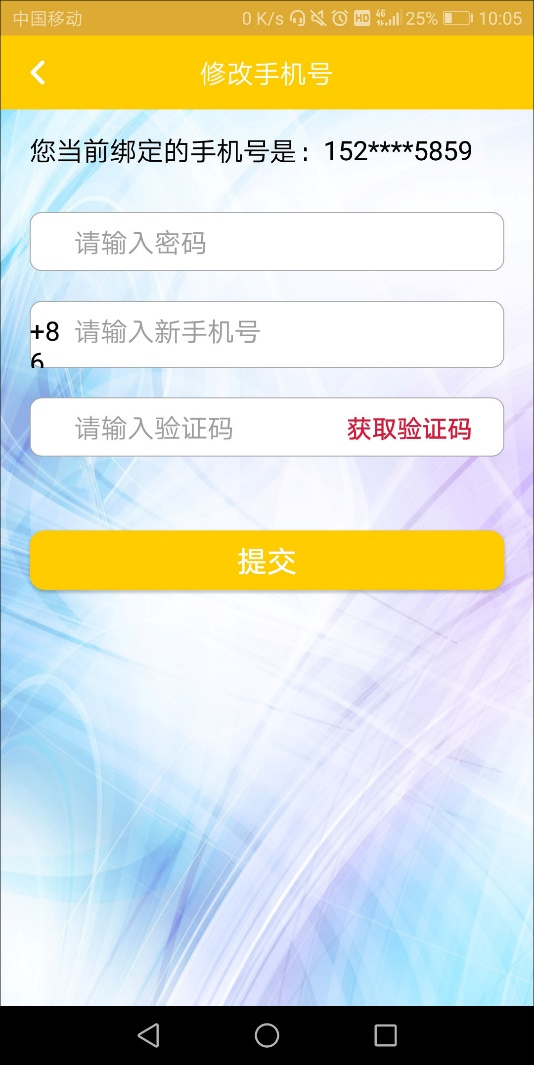 中国移动 0 K/s HD 4G 25% 10:05
修改手机号
您当前绑定的手机号是：152****5859
请输入密码
+86 请输入新手机号
请输入验证码 获取验证码
提交